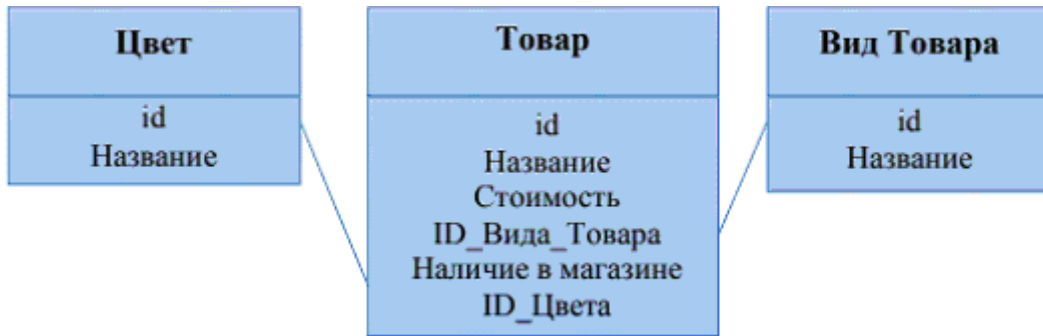 Цвет
id
Название
Товар
id
Название
Стоимость
ID_Вида_Товара
Наличие в магазине
ID_Цвета
Вид Товара
id
Название